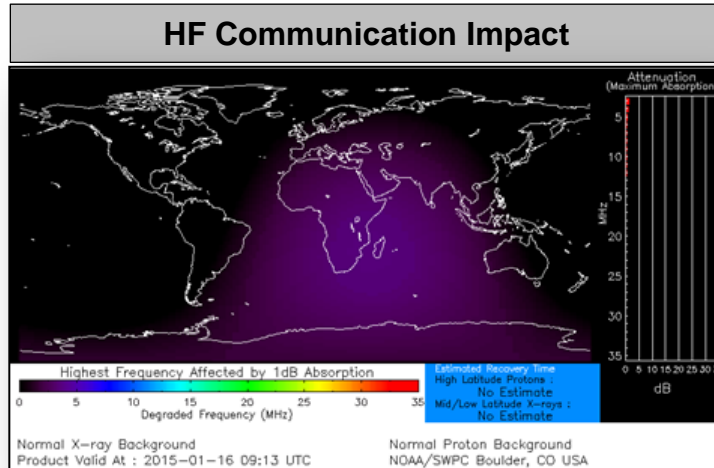 HF Communication Impact
Attenuation
(Maximum Absorption)
5
10
15
20
25
30
35
MHz
0 5 10 15 20 25 30
dB
Highest Frequency Affected by 1dB Absorption
0 5 10 15 20 25 30 35
Degraded Frequency (MHz)
Estimated Recovery Time
High Latitude Protons :
No Estimate
Mid/Low Latitude X-rays :
No Estimate
Normal X-ray Background
Normal Proton Background
Product Valid At : 2015-01-16 09:13 UTC
NOAA/SWPC Boulder, CO USA